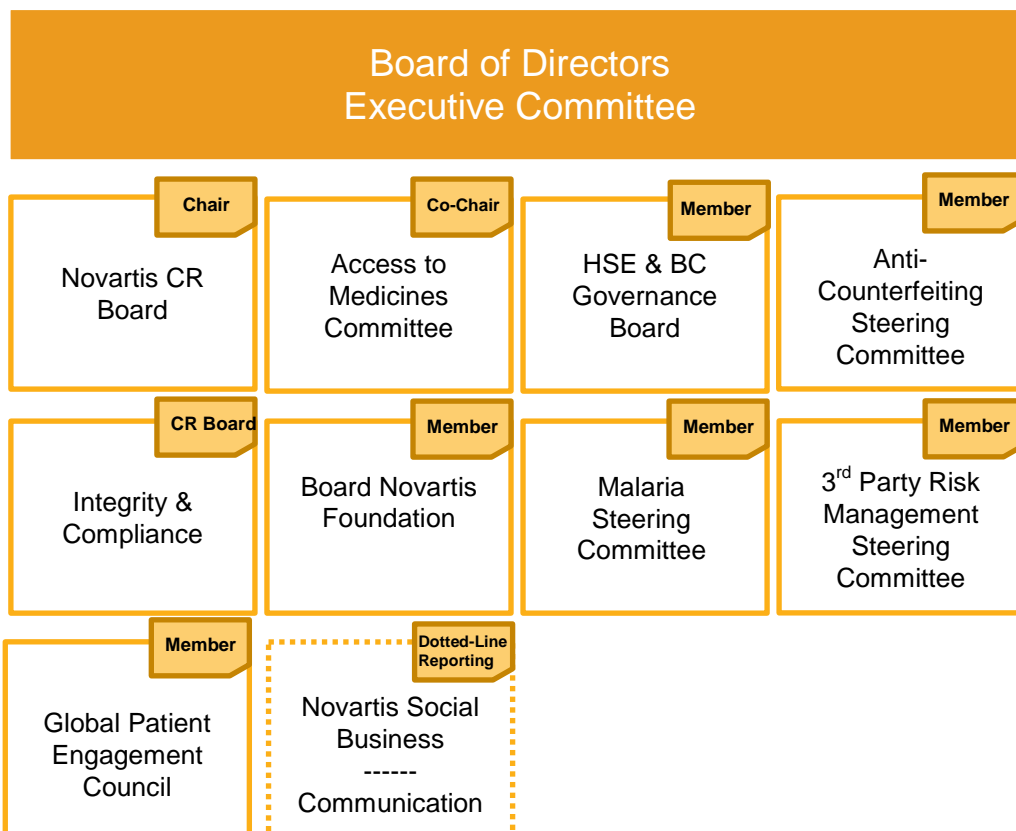 Board of Directors
Executive Committee
Chair
Novartis CR
Board
Co-Chair
Access to
Medicines
Committee
Member
HSE & BC
Governance
Board
Member
Anti-
Counterfeiting
Steering
Committee
CR Board
Integrity &
Compliance
Member
Board Novartis
Foundation
Member
Malaria
Steering
Committee
Member
3rd Party Risk
Management
Steering
Committee
Member
Global Patient
Engagement
Council
Dotted-Line
Reporting
Novartis Social
Business
------
Communication